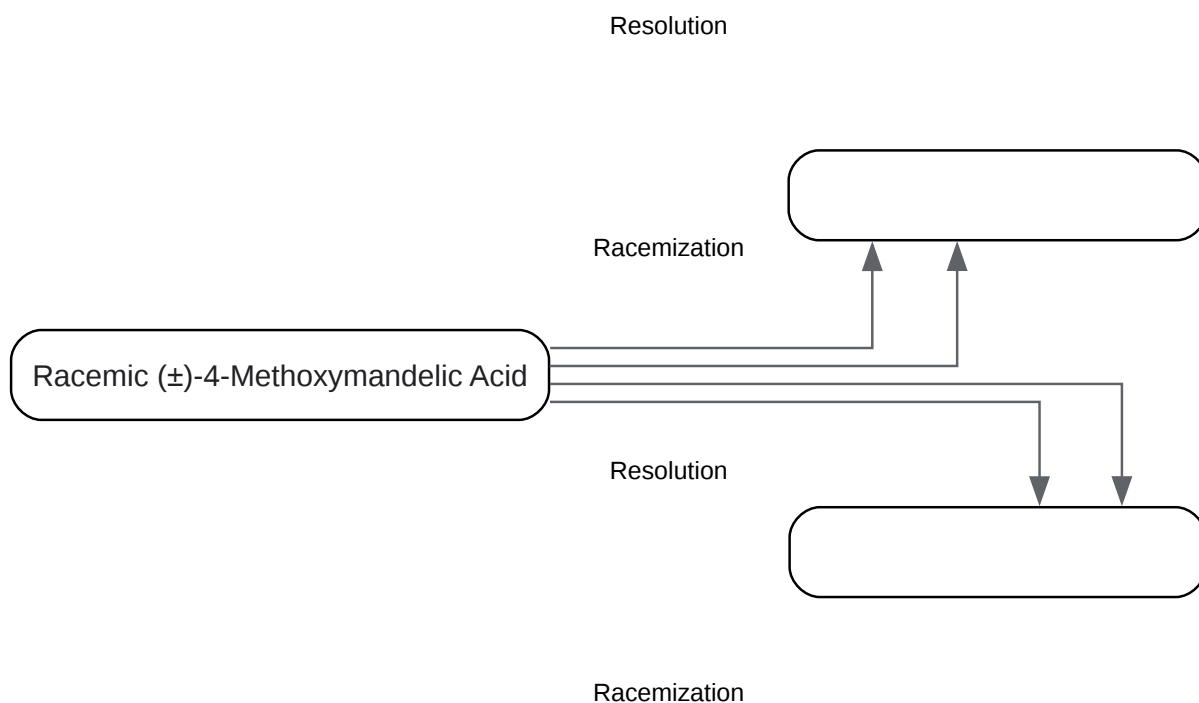 Resolution
Racemization
Racemic (±)-4-Methoxymandelic Acid
Resolution
Racemization